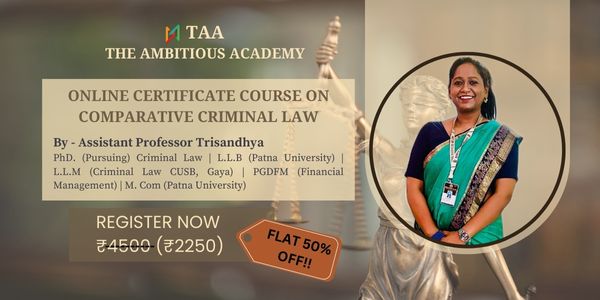 TAA
THE AMBITIOUS ACADEMY
ONLINE CERTIFICATE COURSE ON
COMPARATIVE CRIMINAL LAW
By - Assistant Professor Trisandhya
PhD. (Pursuing) Criminal Law | L.L.B (Patna University) |
L.L.M (Criminal Law CUSB, Gaya) | PGDFM (Financial
Management) | M. Com (Patna University)
REGISTER NOW
₹4500 (₹2250)
FLAT 50%
OFF!!